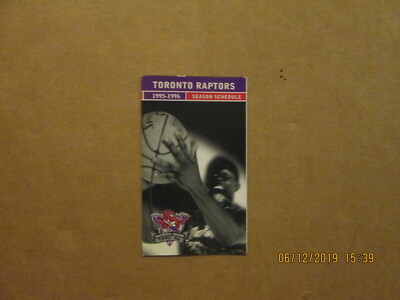 TORONTO RAPTORS
1995-1996 SEASON SCHEDULE
06/12/2019 15:39